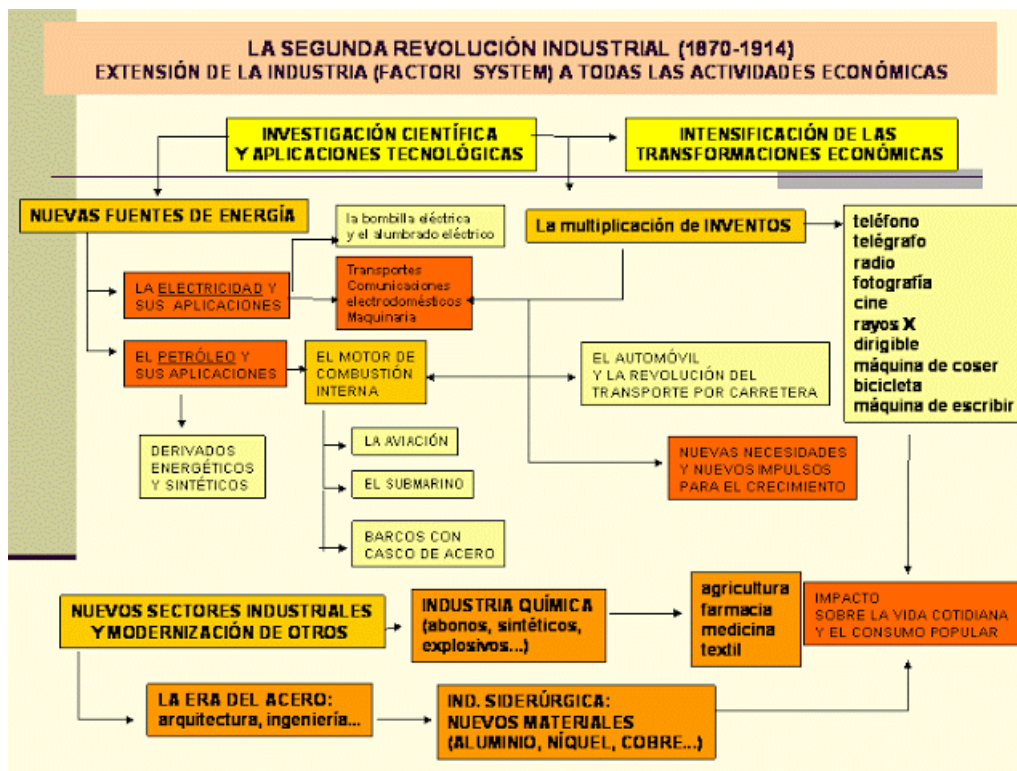 LA SEGUNDA REVOLUCIÓN INDUSTRIAL (1870-1914)
EXTENSIÓN DE LA INDUSTRIA (FACTORI SYSTEM) A TODAS LAS ACTIVIDADES ECONÓMICAS
INVESTIGACIÓN CIENTÍFICA
Y APLICACIONES TECNOLÓGICAS
INTENSIFICACIÓN DE LAS
TRANSFORMACIONES ECONÓMICAS
NUEVAS FUENTES DE ENERGÍA
la bombilla eléctrica
y el alumbrado eléctrico
La multiplicación de INVENTOS
teléfono
telégrafo
radio
fotografía
cine
rayos X
dirigible
máquina de coser
bicicleta
máquina de escribir
LA ELECTRICIDAD Y
SUS APLICACIONES
Transportes
Comunicaciones
electrodomésticos
Maquinaria
EL PETRÓLEO Y
SUS APLICACIONES
EL MOTOR DE
COMBUSTIÓN
INTERNA
EL AUTOMÓVIL
Y LA REVOLUCIÓN DEL
TRANSPORTE POR CARRETERA
DERIVADOS
ENERGÉTICOS
Y SINTÉTICOS
LA AVIACIÓN
EL SUBMARINO
BARCOS CON
CASCO DE ACERO
NUEVAS NECESIDADES
Y NUEVOS IMPULSOS
PARA EL CRECIMIENTO
NUEVOS SECTORES INDUSTRIALES
Y MODERNIZACIÓN DE OTROS
INDUSTRIA QUÍMICA
(abonos, sintéticos,
explosivos...)
agricultura
farmacia
medicina
textil
IMPACTO
SOBRE LA VIDA COTIDIANA
Y EL CONSUMO POPULAR
LA ERA DEL ACERO:
arquitectura, ingeniería...
IND. SIDERÚRGICA:
NUEVOS MATERIALES
(ALUMINIO, NÍQUEL, COBRE...)